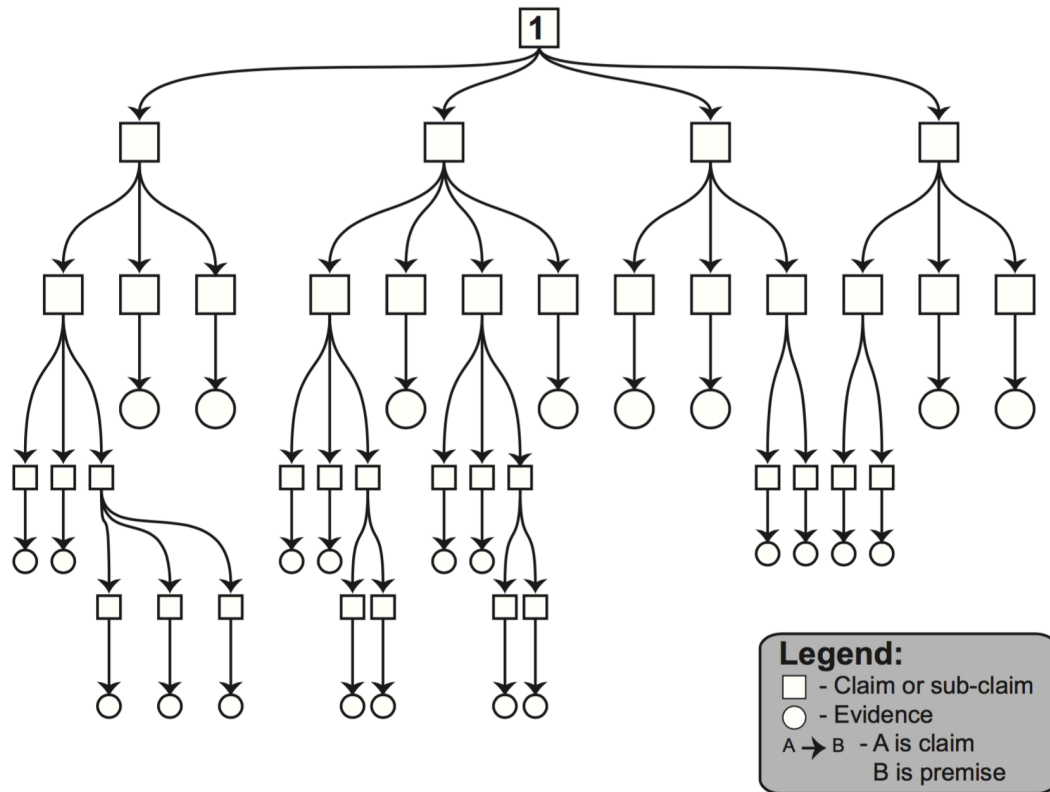 1
Legend:
- Claim or sub-claim
- Evidence
A B - A is claim
B is premise